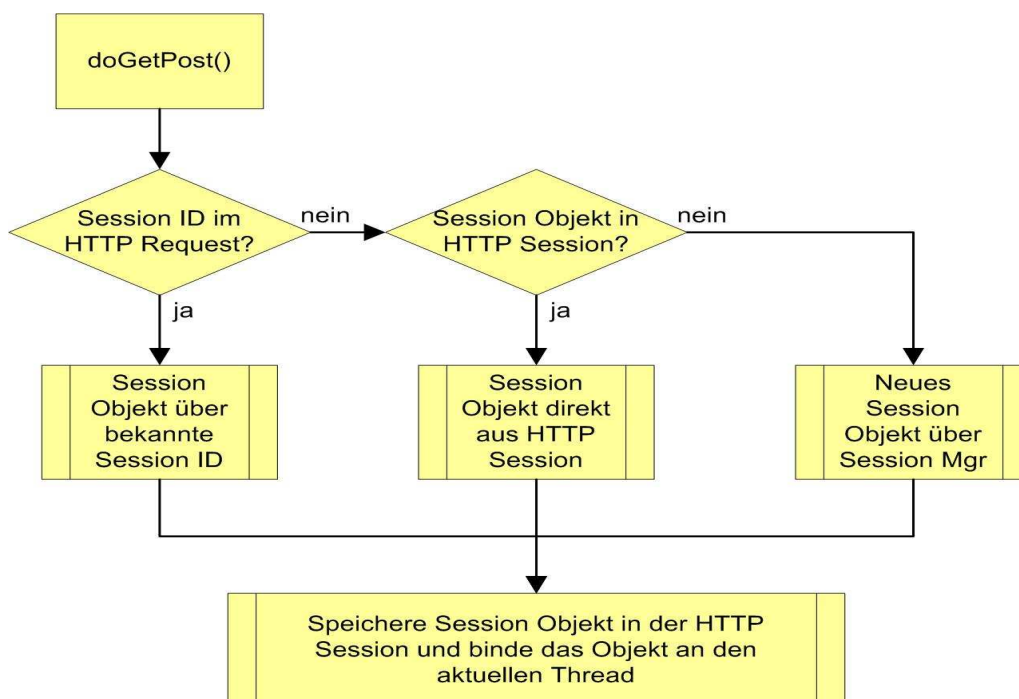 doGetPost()
Session ID im
HTTP Request?
nein
Session Objekt in
HTTP Session?
nein
ja
ja
Session
Objekt über
bekannte
Session ID
Session
Objekt direkt
aus HTTP
Session
Neues
Session
Objekt über
Session Mgr
Speichere Session Objekt in der HTTP
Session und binde das Objekt an den
aktuellen Thread